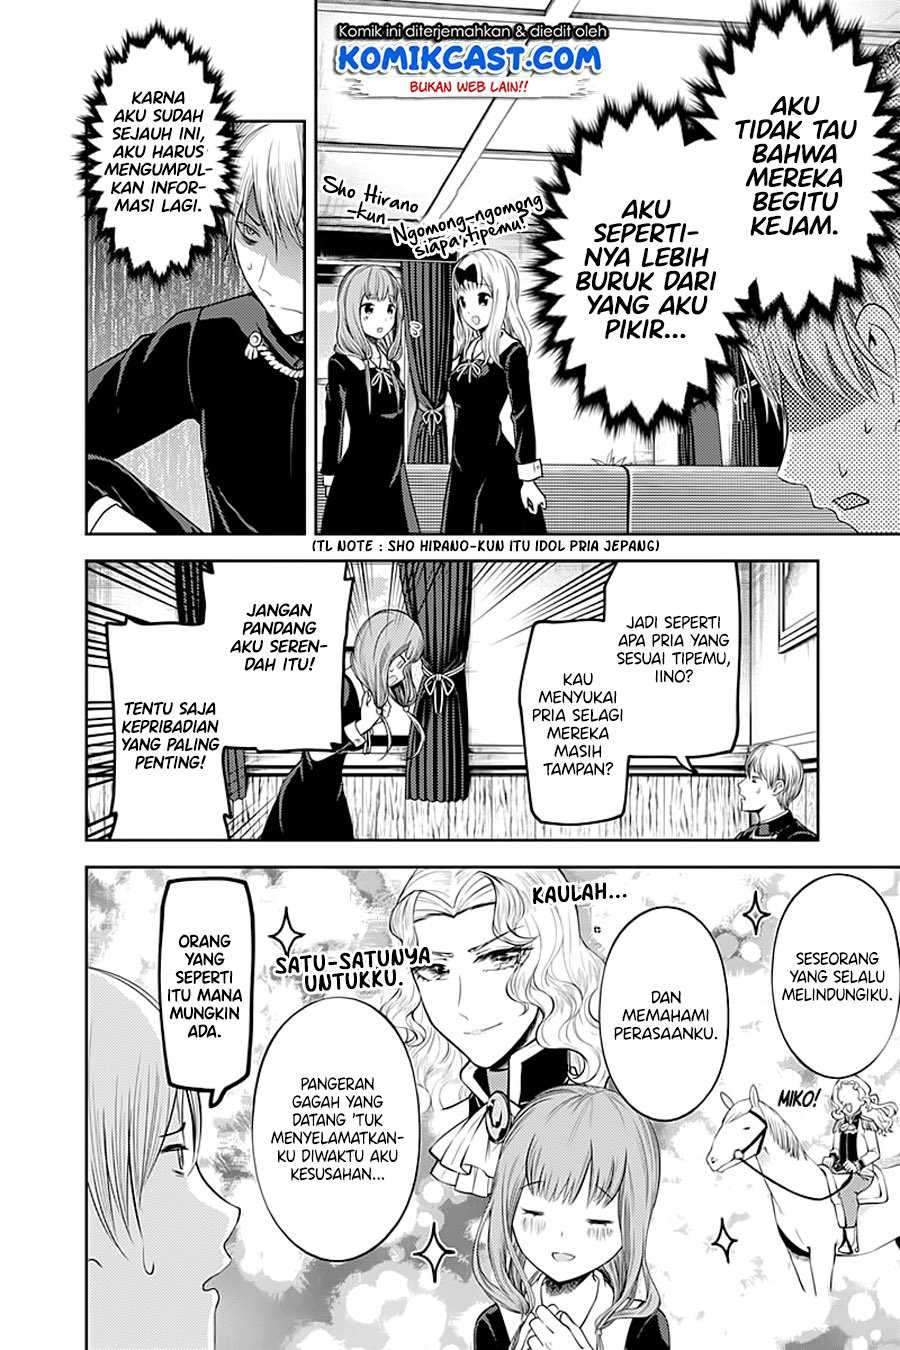 Komik ini diterjemahkan & diedit oleh
KOMIKCAST.COM
BUKAN WEB LAIN!!
AKU
TIDAK TAU
BAHWA
MEREKA
BEGITU
KEJAM.
AKU
SEPERTI-
NYA LEBIH
BURUK DARI
YANG AKU
PIKIR...
Sho Hirano
-kun
Ngomong-ngomong
siapa tipemu?
KARNA
AKU SUDAH
SEJAUH INI,
AKU HARUS
MENGUMPUL-
KAN INFOR-
MASI LAGI.
(TL NOTE : SHO HIRANO-KUN ITU IDOL PRIA JEPANG)
JADI SEPERTI
APA PRIA YANG
SESUAI TIPEMU,
IINO?
KAU
MENYUKAI
PRIA SELAGI
MEREKA
MASIH
TAMPAN?
JANGAN
PANDANG
AKU SEREN-
DAH ITU!
TENTU SAJA
KEPRIBADIAN
YANG PALING
PENTING!
SESEORANG
YANG SELALU
MELINDUNGIKU.
MIKO!
DAN
MEMAHAMI
PERASAANKU.
KAULAH...
SATU-SATUNYA
UNTUKKU.
PANGERAN
GAGAH YANG
DATANG 'TUK
MENYELAMATKAN-
KU DIWAKTU AKU
KESUSAHAN...
ORANG
YANG
SEPERTI
ITU MANA
MUNGKIN
ADA.